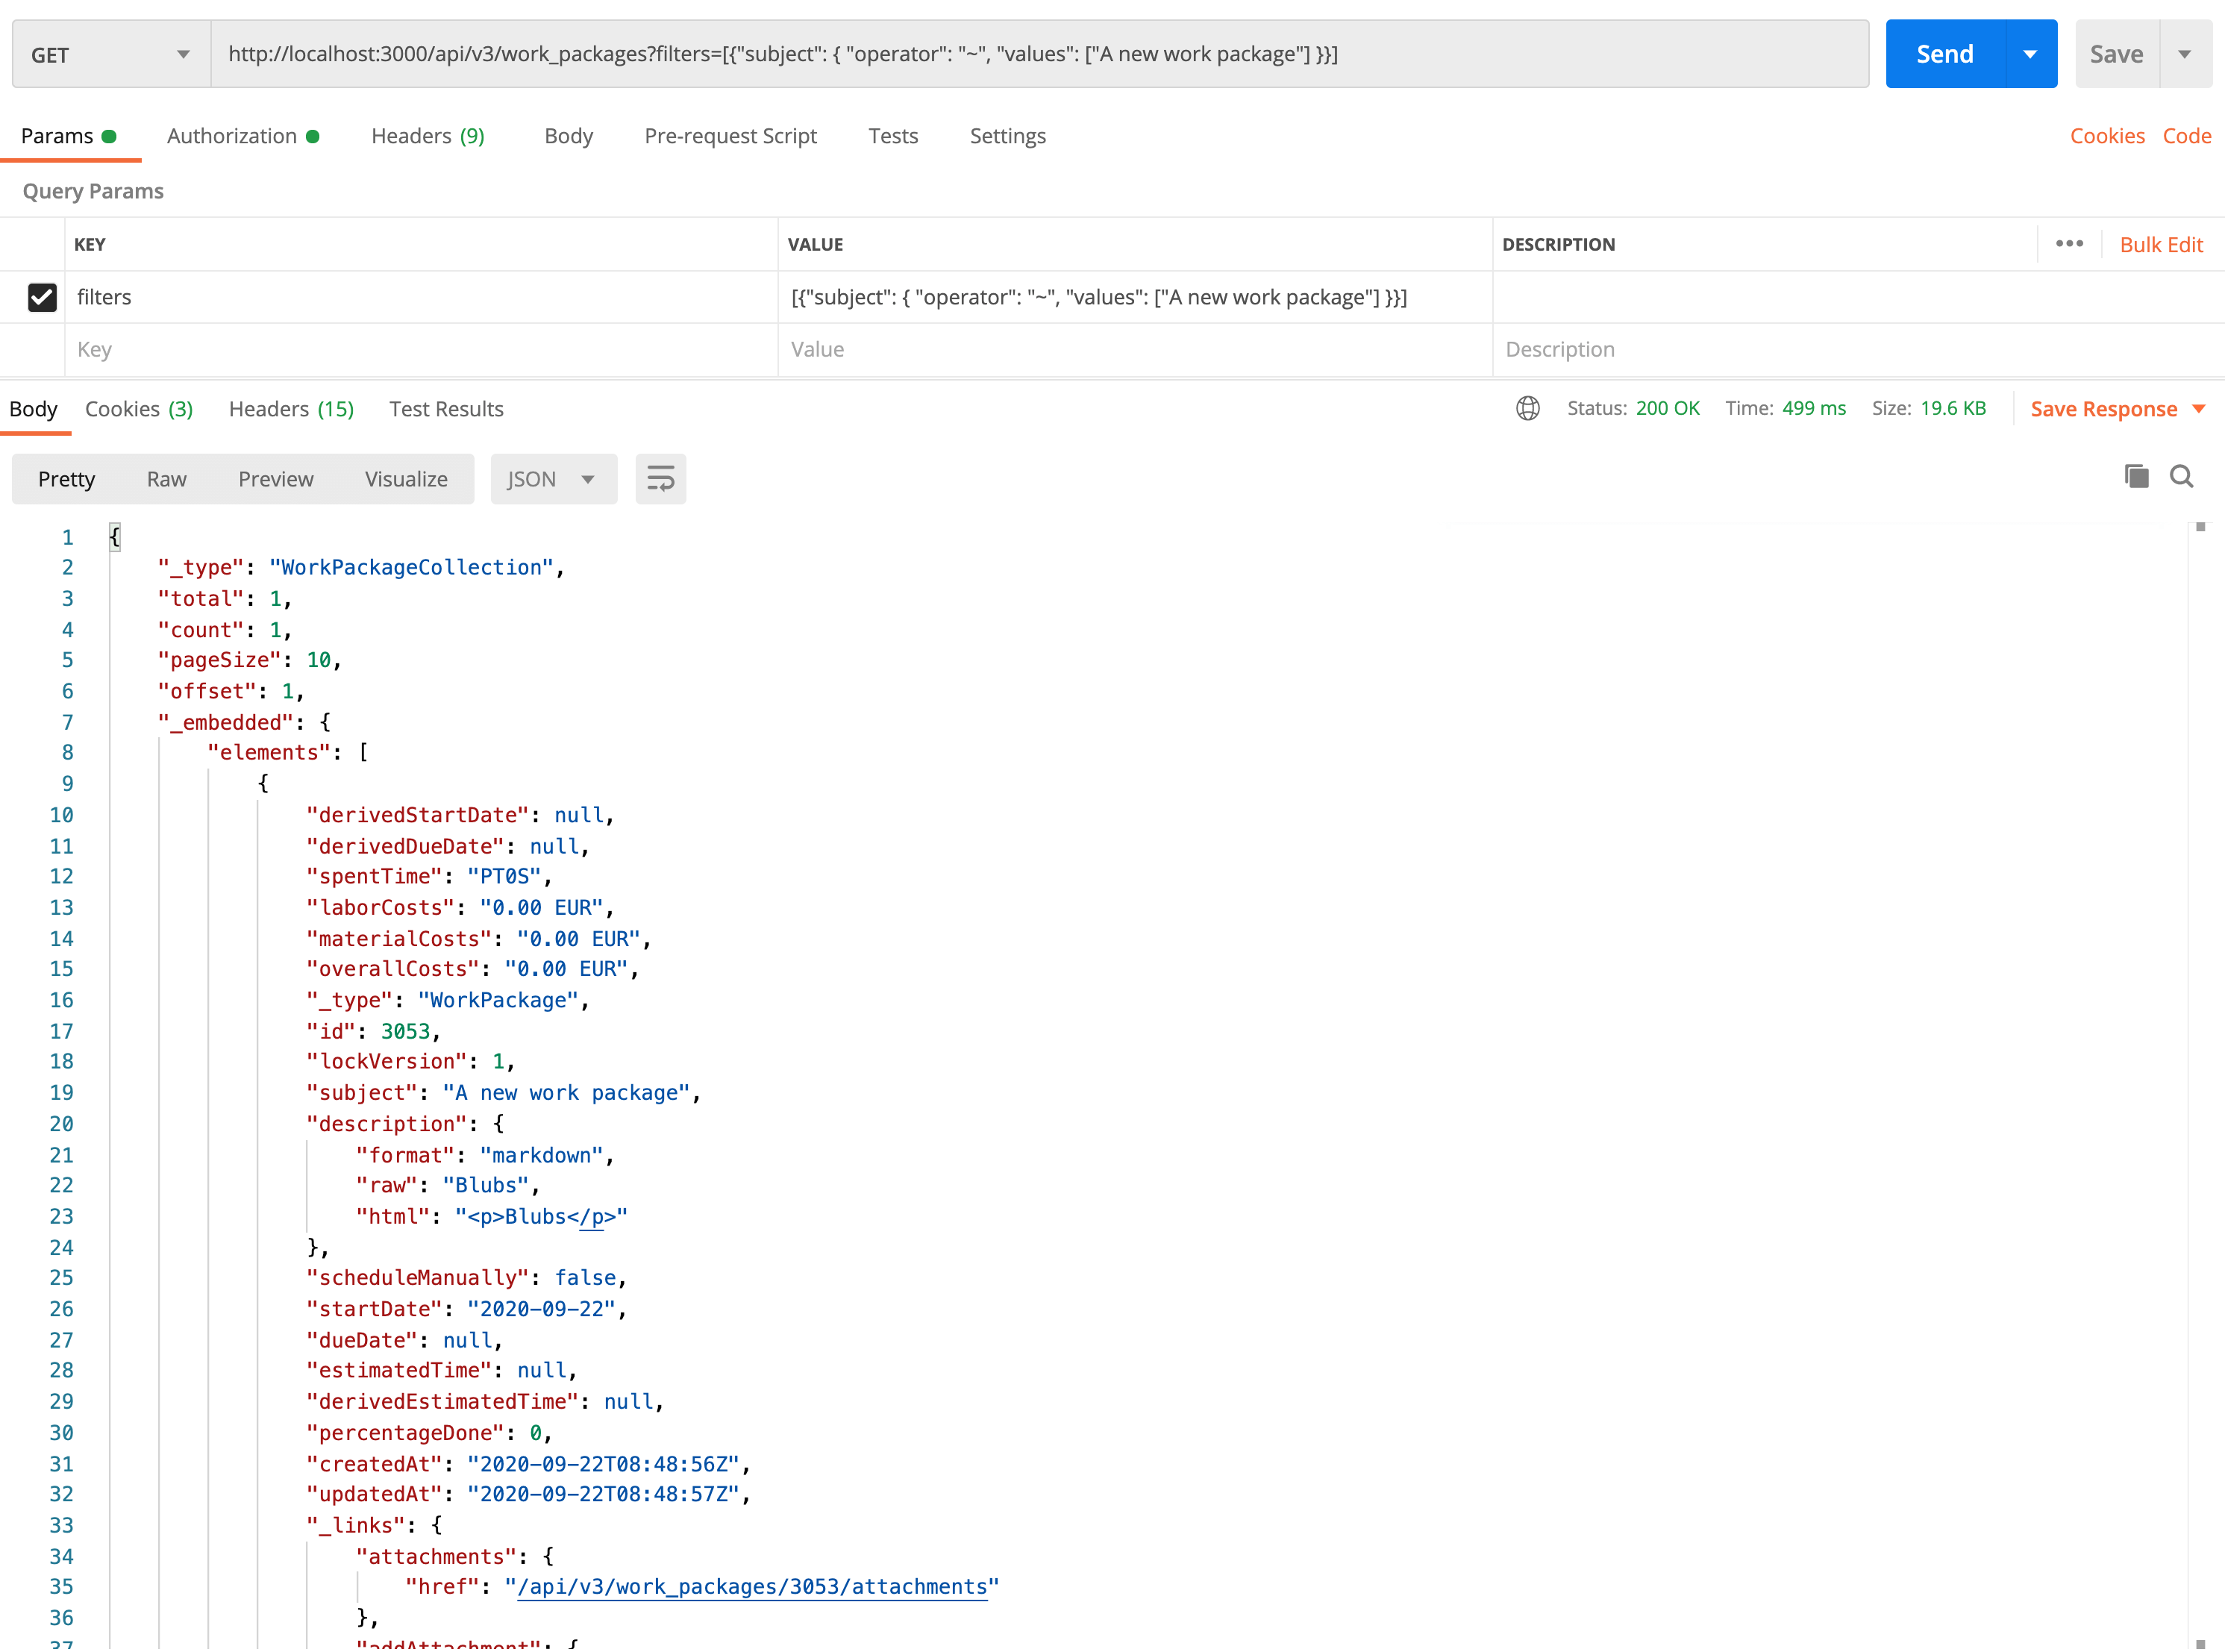 GET http://localhost:3000/api/v3/work_packages?filters=[{"subject": { "operator": "~", "values": ["A new work package"] }}] Send Save
Params Authorization Headers (9) Body Pre-request Script Tests Settings Cookies Code
Query Params
KEY VALUE DESCRIPTION ••• Bulk Edit
filters [{"subject": { "operator": "~", "values": ["A new work package"] }}]
Key Value Description
Body Cookies (3) Headers (15) Test Results Status: 200 OK Time: 499 ms Size: 19.6 KB Save Response
Pretty Raw Preview Visualize JSON
1 {
2 "_type": "WorkPackageCollection",
3 "total": 1,
4 "count": 1,
5 "pageSize": 10,
6 "offset": 1,
7 "_embedded": {
8 "elements": [
9 {
10 "derivedStartDate": null,
11 "derivedDueDate": null,
12 "spentTime": "PT0S",
13 "laborCosts": "0.00 EUR",
14 "materialCosts": "0.00 EUR",
15 "overallCosts": "0.00 EUR",
16 "_type": "WorkPackage",
17 "id": 3053,
18 "lockVersion": 1,
19 "subject": "A new work package",
20 "description": {
21 "format": "markdown",
22 "raw": "Blubs",
23 "html": "<p>Blubs</p>"
24 },
25 "scheduleManually": false,
26 "startDate": "2020-09-22",
27 "dueDate": null,
28 "estimatedTime": null,
29 "derivedEstimatedTime": null,
30 "percentageDone": 0,
31 "createdAt": "2020-09-22T08:48:56Z",
32 "updatedAt": "2020-09-22T08:48:57Z",
33 "_links": {
34 "attachments": {
35 "href": "/api/v3/work_packages/3053/attachments"
36 },
37 "addAttachment": {